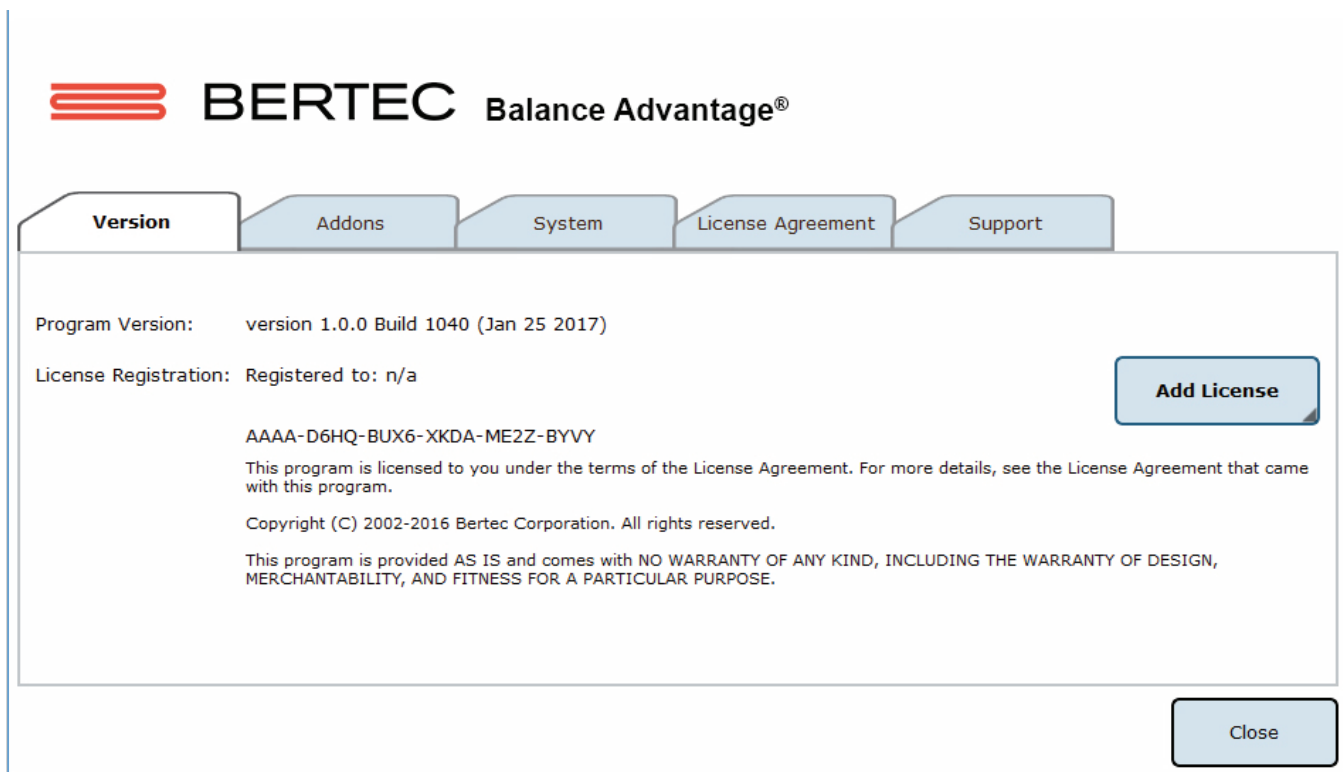 BERTEC Balance Advantage®
Version Addons System License Agreement Support
Program Version: version 1.0.0 Build 1040 (Jan 25 2017)
License Registration: Registered to: n/a
Add License
AAAA-D6HQ-BUX6-XKDA-ME2Z-BYVY
This program is licensed to you under the terms of the License Agreement. For more details, see the License Agreement that came
with this program.
Copyright (C) 2002-2016 Bertec Corporation. All rights reserved.
This program is provided AS IS and comes with NO WARRANTY OF ANY KIND, INCLUDING THE WARRANTY OF DESIGN,
MERCHANTABILITY, AND FITNESS FOR A PARTICULAR PURPOSE.
Close